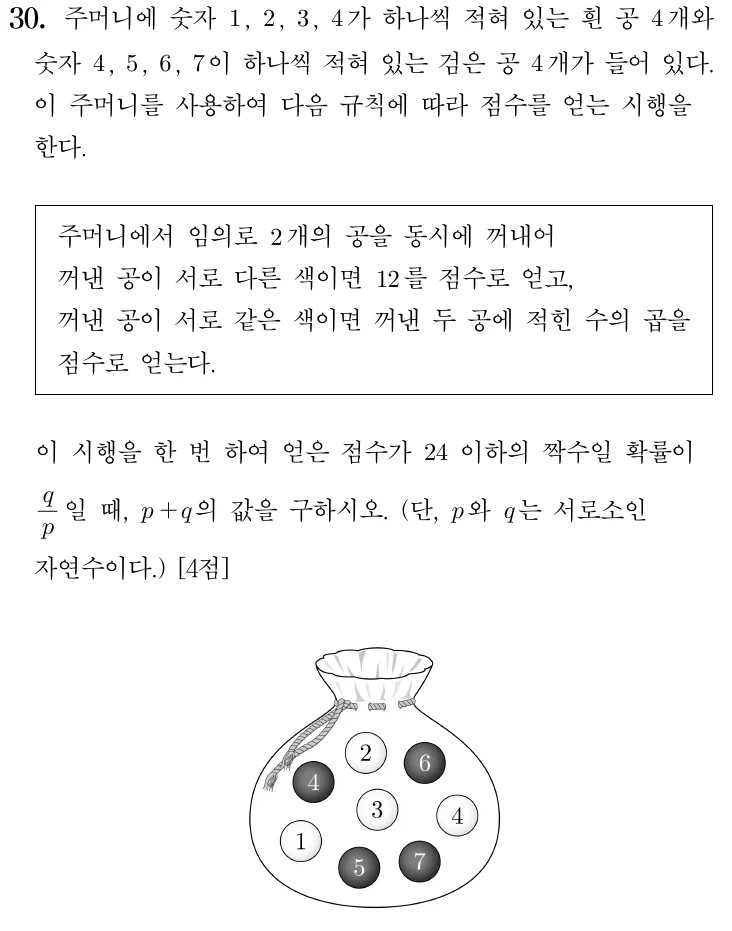 30. 주머니에 숫자 1, 2, 3, 4가 하나씩 적혀 있는 흰 공 4개와
숫자 4, 5, 6, 7이 하나씩 적혀 있는 검은 공 4개가 들어 있다.
이 주머니를 사용하여 다음 규칙에 따라 점수를 얻는 시행을
한다.
주머니에서 임의로 2개의 공을 동시에 꺼내어
꺼낸 공이 서로 다른 색이면 12를 점수로 얻고,
꺼낸 공이 서로 같은 색이면 꺼낸 두 공에 적힌 수의 곱을
점수로 얻는다.
이 시행을 한 번 하여 얻은 점수가 24 이하의 짝수일 확률이
q/p 일 때, p+q의 값을 구하시오. (단, p와 q는 서로소인
자연수이다.) [4점]
2
6
4
3
4
1
5
7